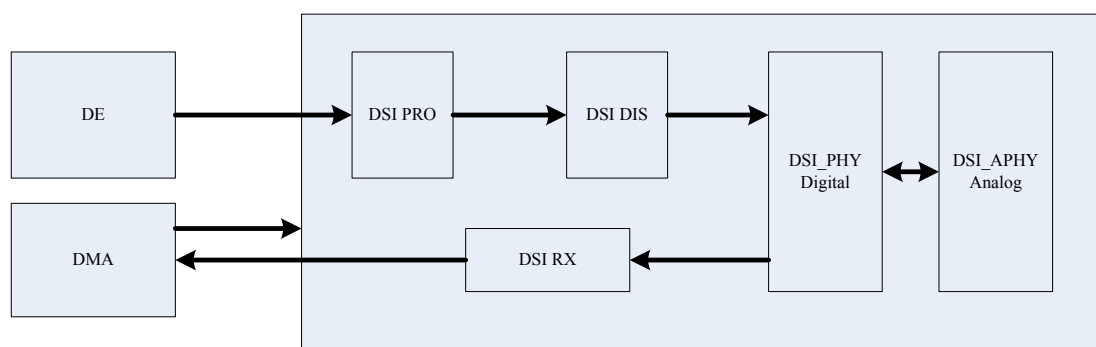 DE
DSI PRO
DSI DIS
DSI_PHY
Digital
DSI_APHY
Analog
DMA
DSI RX